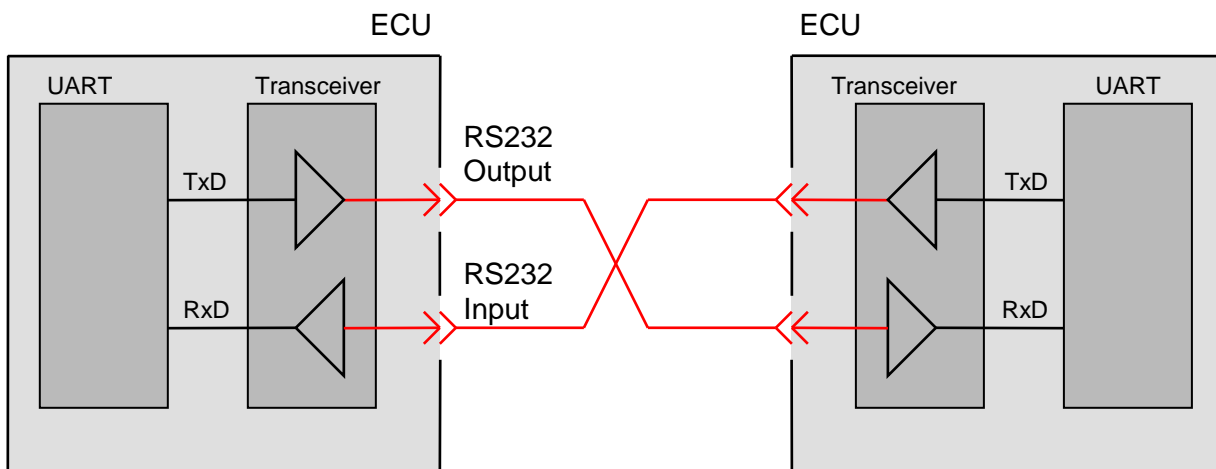 ECU
ECU
UART
Transceiver
Transceiver
UART
RS232
Output
TxD
TxD
RS232
Input
RxD
RxD